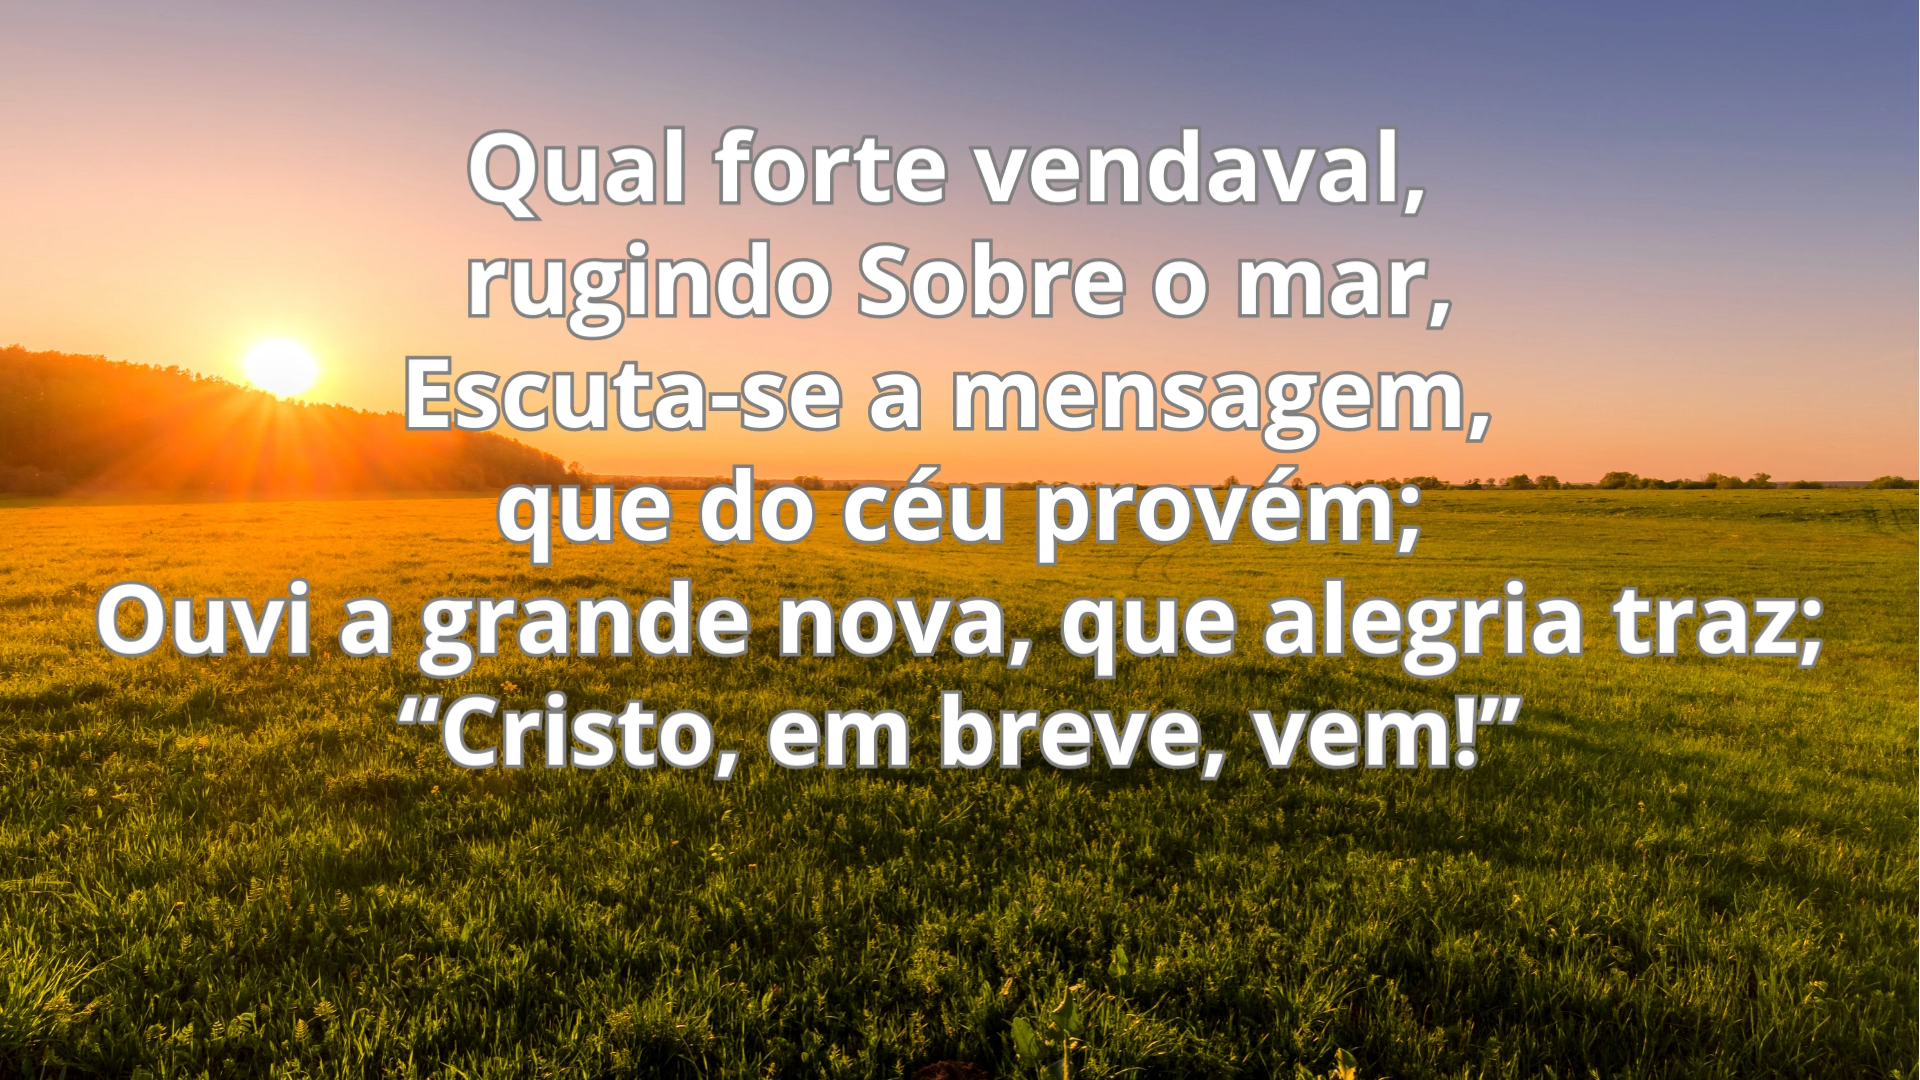 Qual forte vendaval,
rugindo Sobre o mar,
Escuta-se a mensagem,
que do céu provém;
Ouvi a grande nova, que alegria traz;
“Cristo, em breve, vem!”